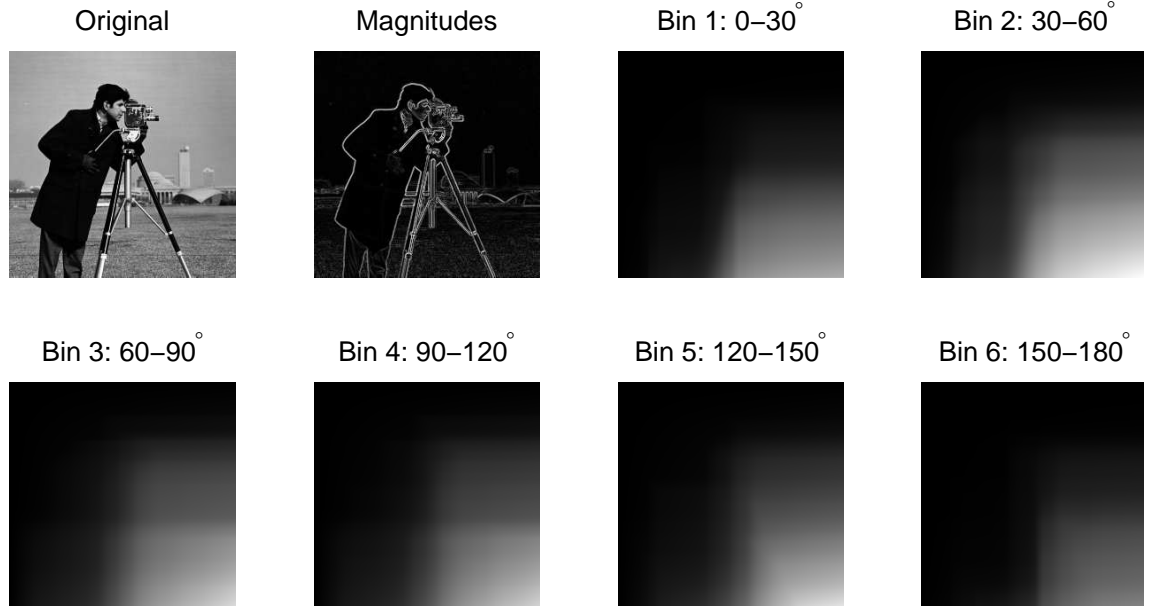 Original
Magnitudes
Bin 1: 0−30°
Bin 2: 30−60°
Bin 3: 60−90°
Bin 4: 90−120°
Bin 5: 120−150°
Bin 6: 150−180°